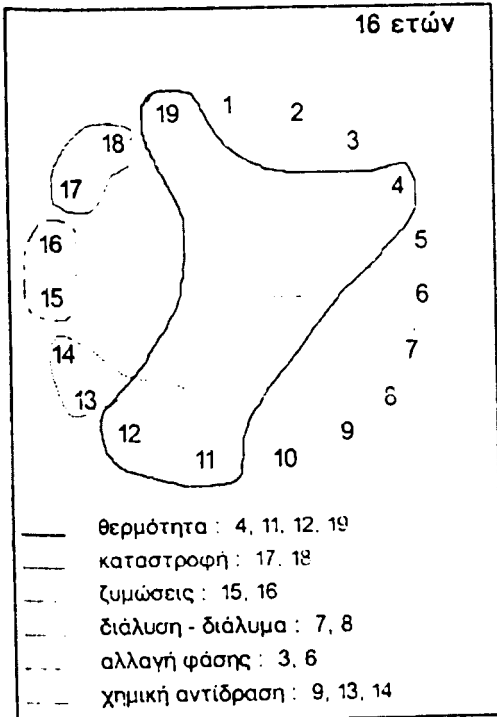 16 ετών
19 1 2
18 3
17 4
16 5
15 6
14 7
13 8
12 9
11 10
θερμότητα : 4, 11, 12, 19
καταστροφή : 17, 18
ζυμώσεις : 15, 16
διάλυση - διάλυμα : 7, 8
αλλαγή φάσης : 3, 6
χημική αντίδραση : 9, 13, 14